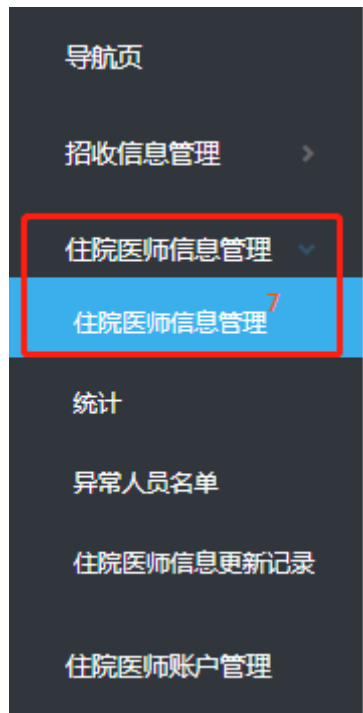 导航页
招收信息管理
住院医师信息管理
住院医师信息管理7
统计
异常人员名单
住院医师信息更新记录
住院医师账户管理